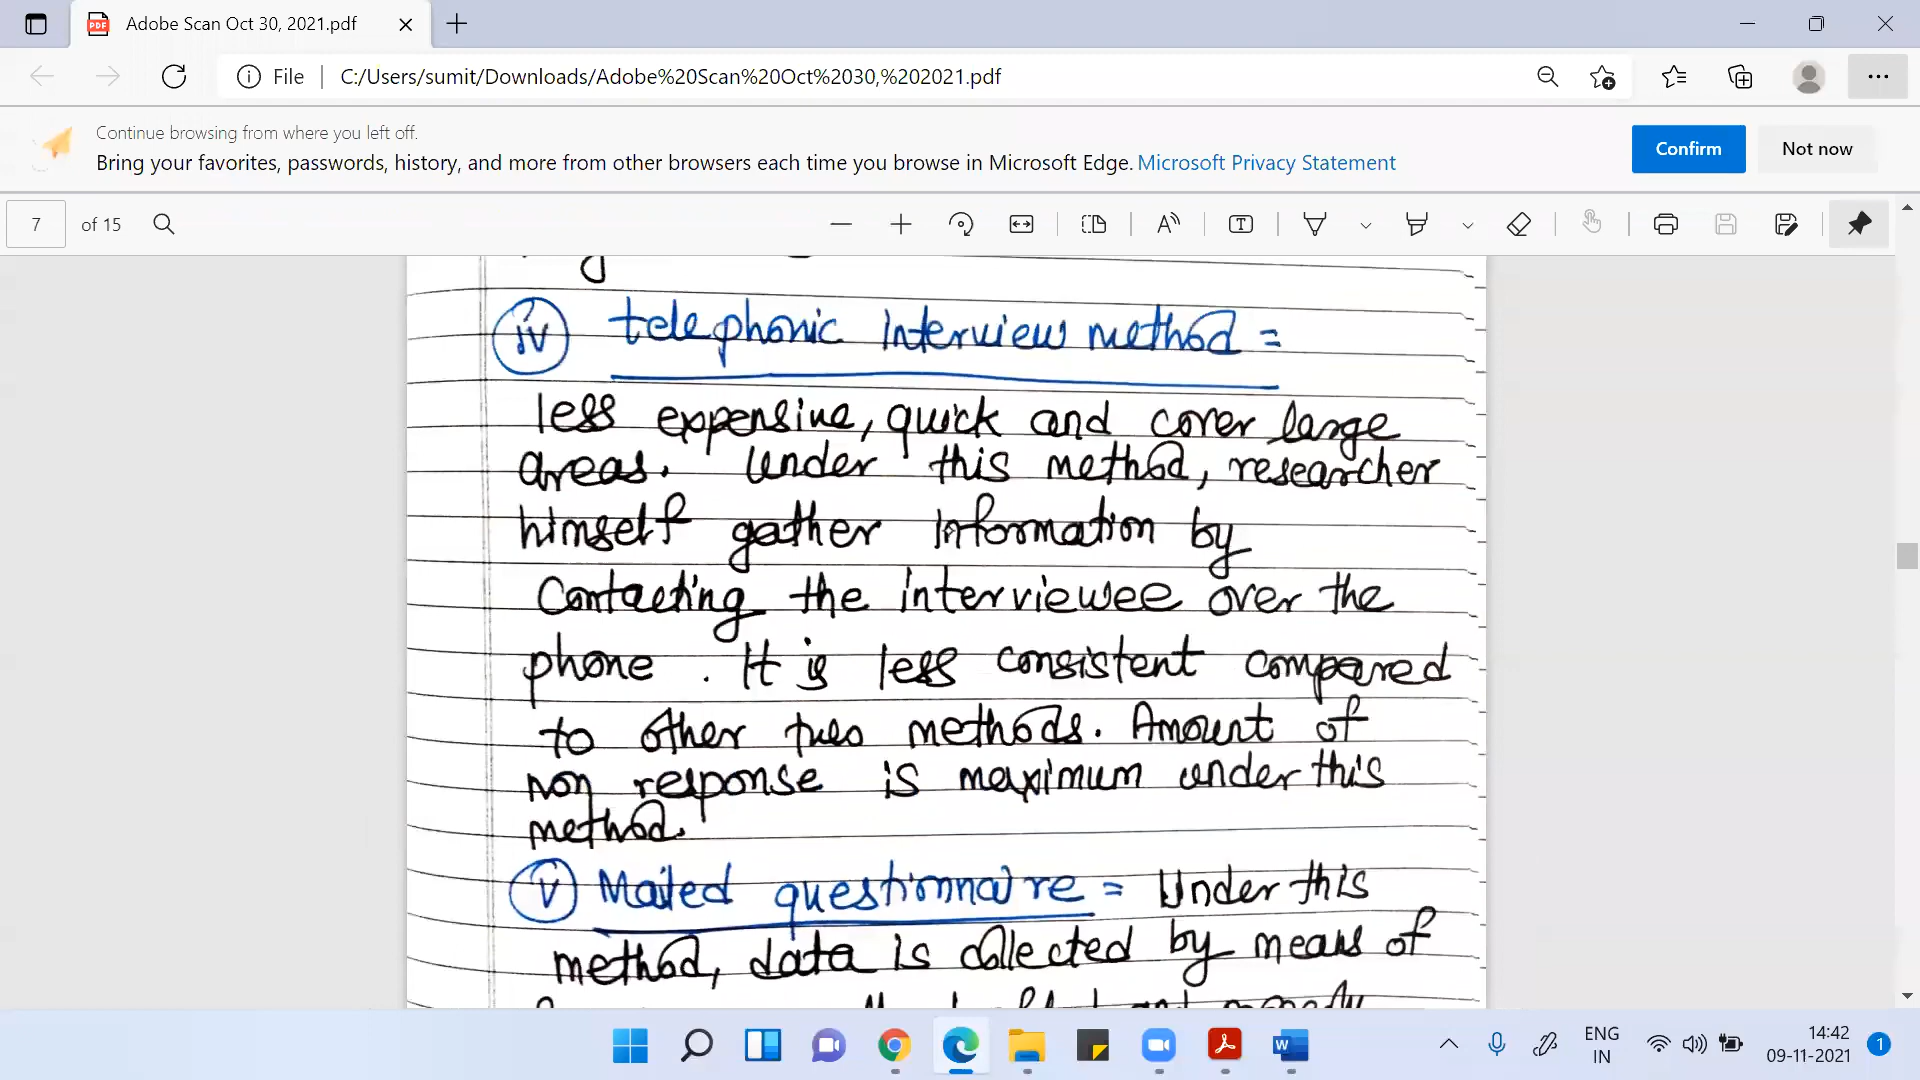 Adobe Scan Oct 30, 2021.pdf
File
C:/Users/sumit/Downloads/Adobe%20Scan%20Oct%2030,%202021.pdf
Continue browsing from where you left off.
Bring your favorites, passwords, history, and more from other browsers each time you browse in Microsoft Edge. Microsoft Privacy Statement
Confirm
Not now
7 of 15
iv telephonic Interview method =
less expensive, quick and cover large
areas. Under this method, researcher
himself gather information by
Contacting the interviewee over the
phone . It is less consistent compared
to other two methods. Amount of
non response is maximum under this
method.
v Mailed questionnaire = Under this
method, data is collected by means of
ENG
IN
14:42
09-11-2021
1